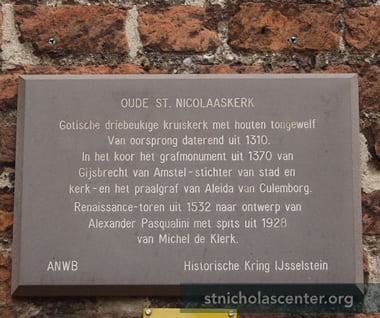 OUDE ST. NICOLAASKERK
Gotische driebeukige kruiskerk met houten tongewelf
Van oorsprong daterend uit 1310.
In het koor het grafmonument uit 1370 van
Gijsbrecht van Amstel-stichter van stad en
kerk-en het praalgraf van Aleida van Culemborg.
Renaissance-toren uit 1532 naar ontwerp van
Alexander Pasqualini met spits uit 1928
van Michel de Klerk.
ANWB Historische Kring IJsselstein
stnicholascenter.org